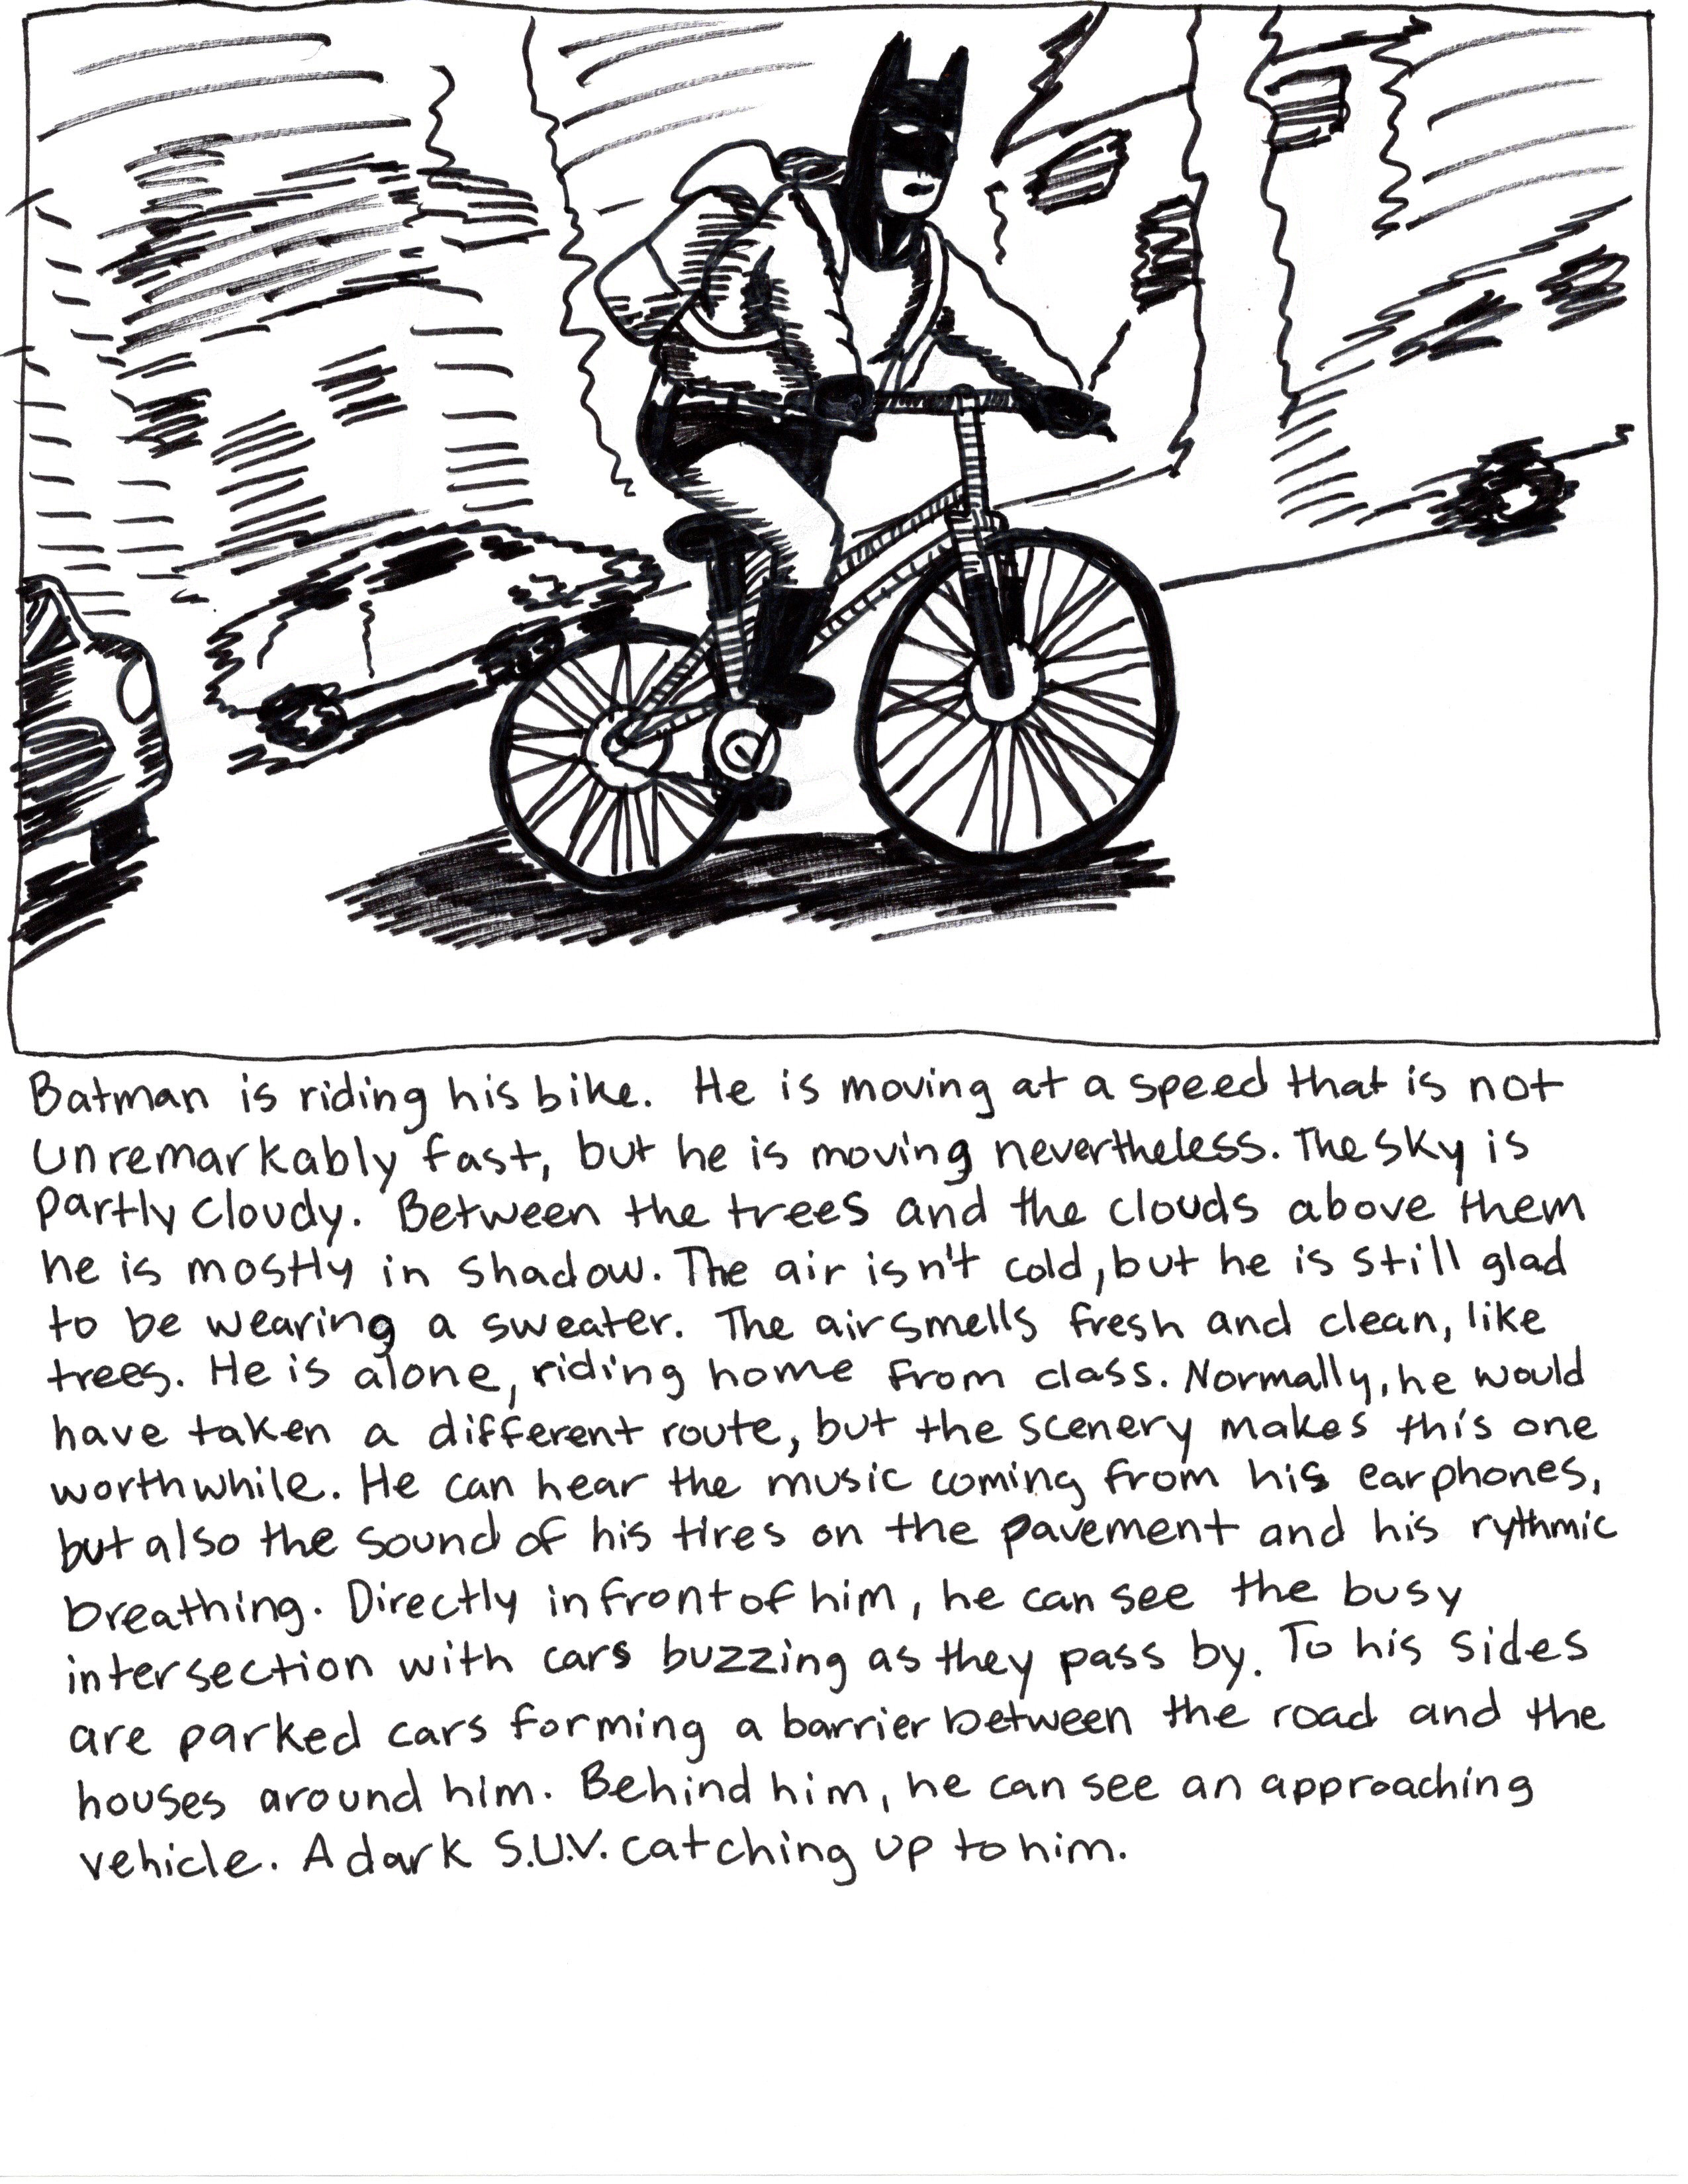 Batman is riding his bike. He is moving at a speed that is not
unremarkably fast, but he is moving nevertheless. The sky is
partly cloudy. Between the trees and the clouds above them
he is mostly in shadow. The air isn't cold, but he is still glad
to be wearing a sweater. The air smells fresh and clean, like
trees. He is alone, riding home from class. Normally, he would
have taken a different route, but the scenery makes this one
worthwhile. He can hear the music coming from his earphones,
but also the sound of his tires on the pavement and his rythmic
breathing. Directly in front of him, he can see the busy
intersection with cars buzzing as they pass by. To his sides
are parked cars forming a barrier between the road and the
houses around him. Behind him, he can see an approaching
vehicle. A dark S.U.V. catching up to him.